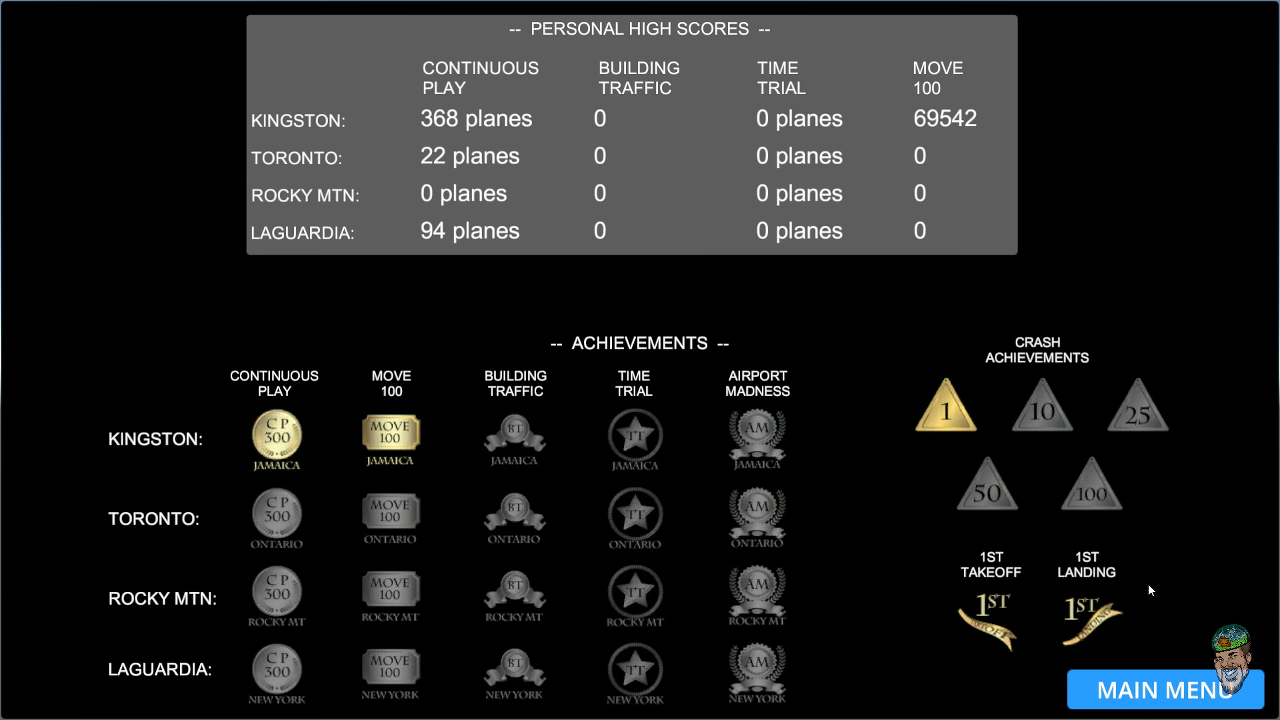 -- PERSONAL HIGH SCORES --
CONTINUOUS PLAY BUILDING TRAFFIC TIME TRIAL MOVE 100
KINGSTON: 368 planes 0 0 planes 69542
TORONTO: 22 planes 0 0 planes 0
ROCKY MTN: 0 planes 0 0 planes 0
LAGUARDIA: 94 planes 0 0 planes 0
-- ACHIEVEMENTS --
CONTINUOUS PLAY MOVE 100 BUILDING TRAFFIC TIME TRIAL AIRPORT MADNESS
KINGSTON:
CP 300 JAMAICA
MOVE 100 JAMAICA
BT JAMAICA
TT JAMAICA
AM JAMAICA
TORONTO:
CP 300 ONTARIO
MOVE 100 ONTARIO
BT ONTARIO
TT ONTARIO
AM ONTARIO
ROCKY MTN:
CP 300 ROCKY MT
MOVE 100 ROCKY MT
BT ROCKY MT
TT ROCKY MT
AM ROCKY MT
LAGUARDIA:
CP 300 NEW YORK
MOVE 100 NEW YORK
BT NEW YORK
TT NEW YORK
AM NEW YORK
CRASH
ACHIEVEMENTS
1 10 25
50 100
1ST TAKEOFF
1ST LANDING
1ST
1ST LANDING
MAIN MENU